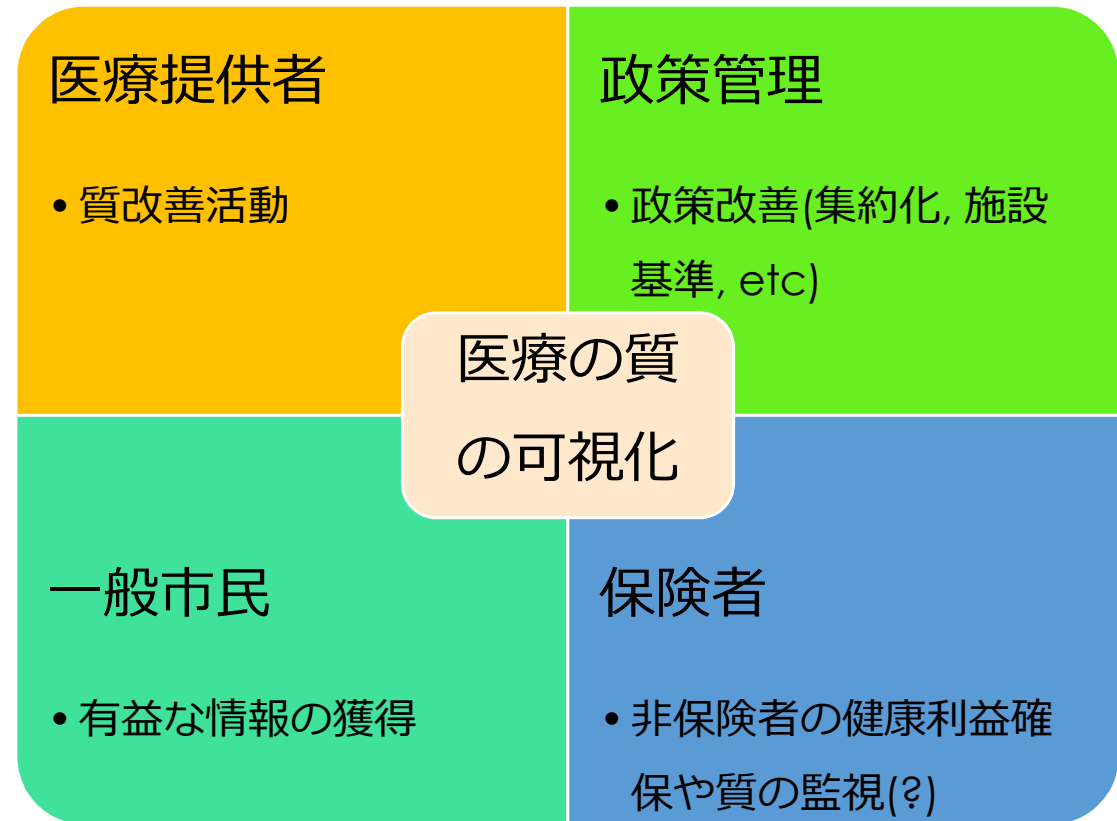 医療提供者
• 質改善活動
政策管理
• 政策改善(集約化, 施設
基準, etc)
医療の質
の可視化
一般市民
• 有益な情報の獲得
保険者
• 非保険者の健康利益確
保や質の監視(?)